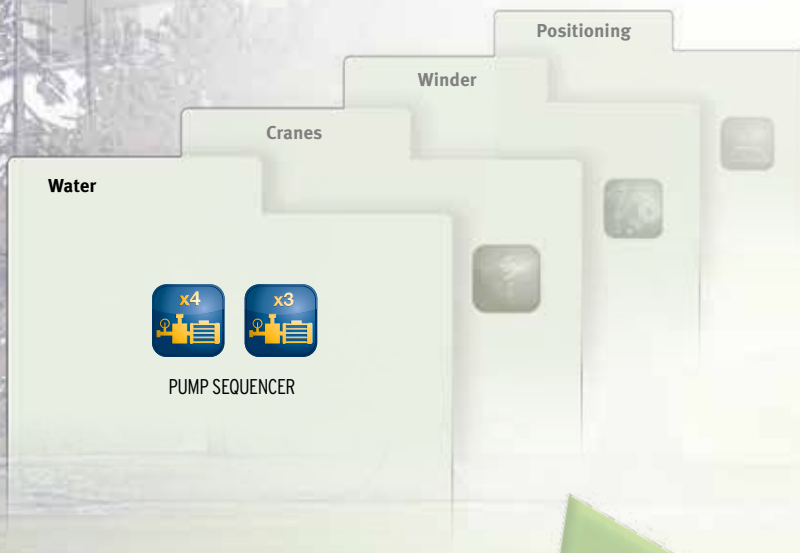 Positioning
Winder
Cranes
Water
x4 x3
PUMP SEQUENCER